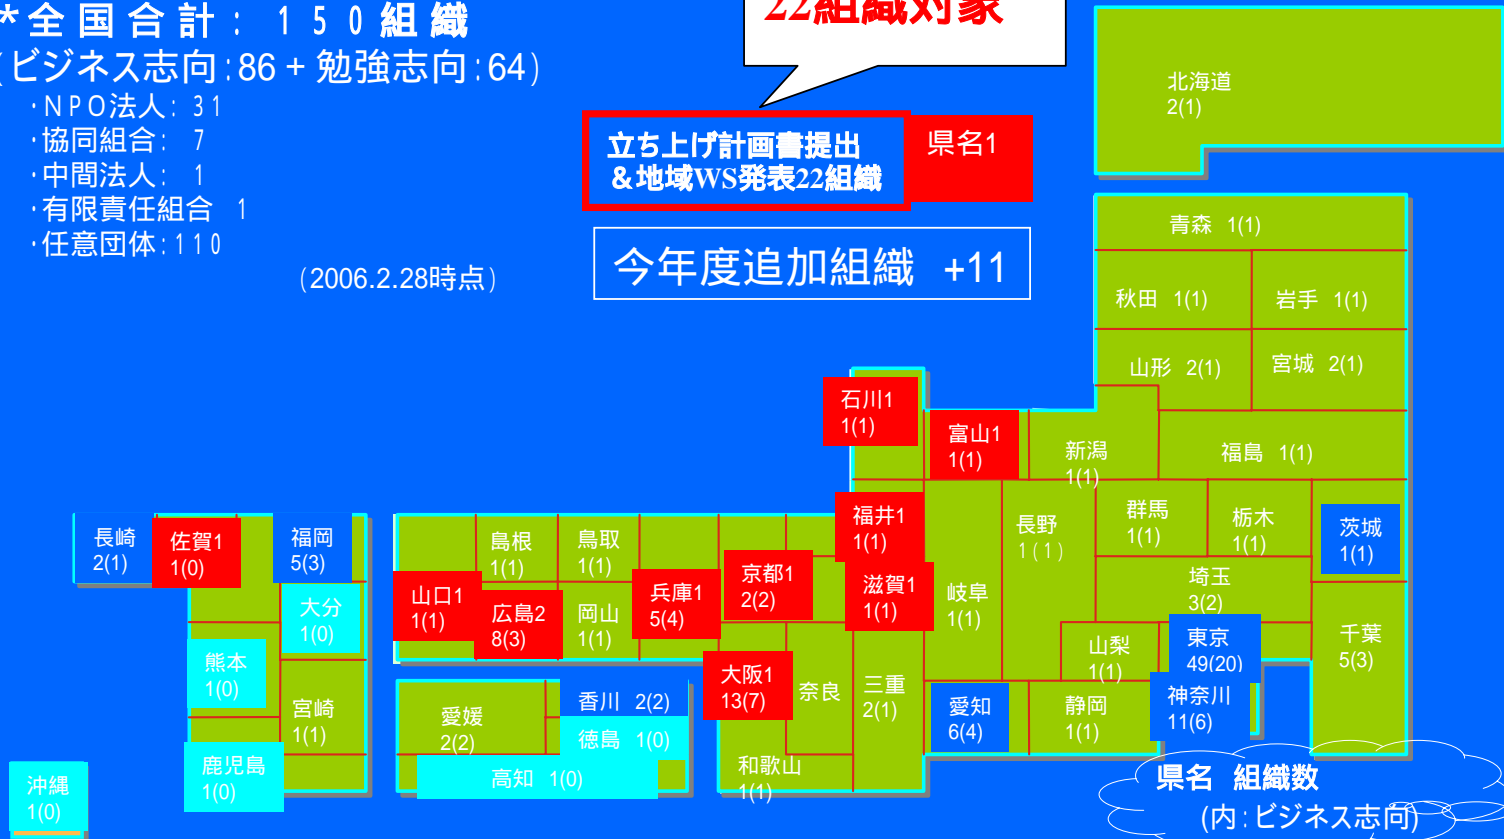 *全国合計: 150組織
(ビジネス志向:86 + 勉強志向:64)
・NPO法人: 31
・協同組合: 7
・中間法人: 1
・有限責任組合 1
・任意団体:110
(2006.2.28時点)
22組織対象
立ち上げ計画書提出
&地域WS発表22組織
県名1
今年度追加組織 +11
北海道
2(1)
青森 1(1)
秋田 1(1)
岩手 1(1)
山形 2(1)
宮城 2(1)
石川1
1(1)
富山1
1(1)
新潟
1(1)
福島 1(1)
福井1
1(1)
長野
1(1)
群馬
1(1)
栃木
1(1)
茨城
1(1)
長崎
2(1)
佐賀1
1(0)
福岡
5(3)
島根
1(1)
鳥取
1(1)
京都1
2(2)
滋賀1
1(1)
岐阜
1(1)
埼玉
3(2)
大分
1(0)
山口1
1(1)
広島2
8(3)
岡山
1(1)
兵庫1
5(4)
山梨
1(1)
東京
49(20)
千葉
5(3)
熊本
1(0)
大阪1
13(7)
奈良
三重
2(1)
宮崎
1(1)
愛媛
2(2)
香川 2(2)
徳島 1(0)
愛知
6(4)
静岡
1(1)
神奈川
11(6)
鹿児島
1(0)
高知 1(0)
和歌山
1(1)
沖縄
1(0)
県名 組織数
(内:ビジネス志向)